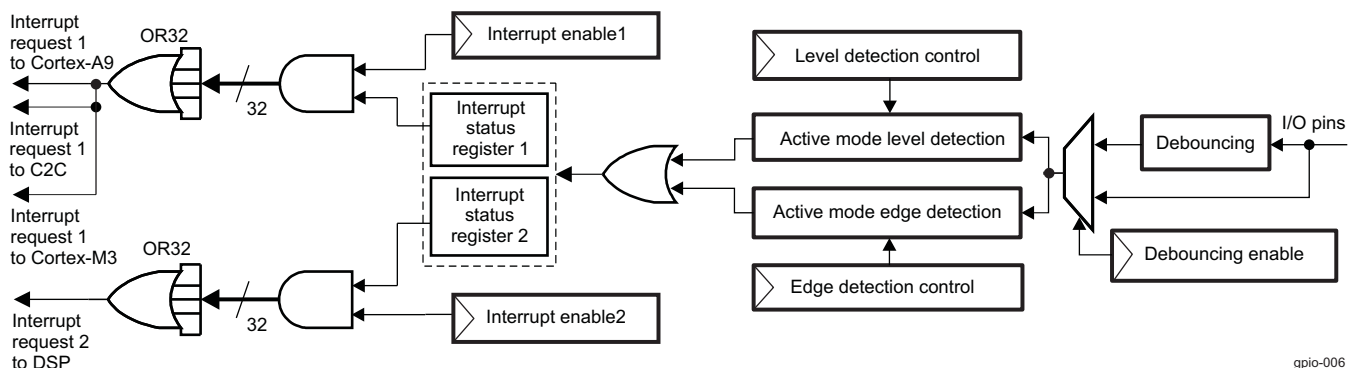 Interrupt
request 1
to Cortex-A9
OR32
32
Interrupt enable1
Interrupt
request 1
to C2C
Interrupt
status
register 1
Level detection control
Active mode level detection
Debouncing
I/O pins
Interrupt
request 1
to Cortex-M3
OR32
32
Interrupt
status
register 2
Active mode edge detection
Debouncing enable
Edge detection control
Interrupt enable2
Interrupt
request 2
to DSP
gpio-006